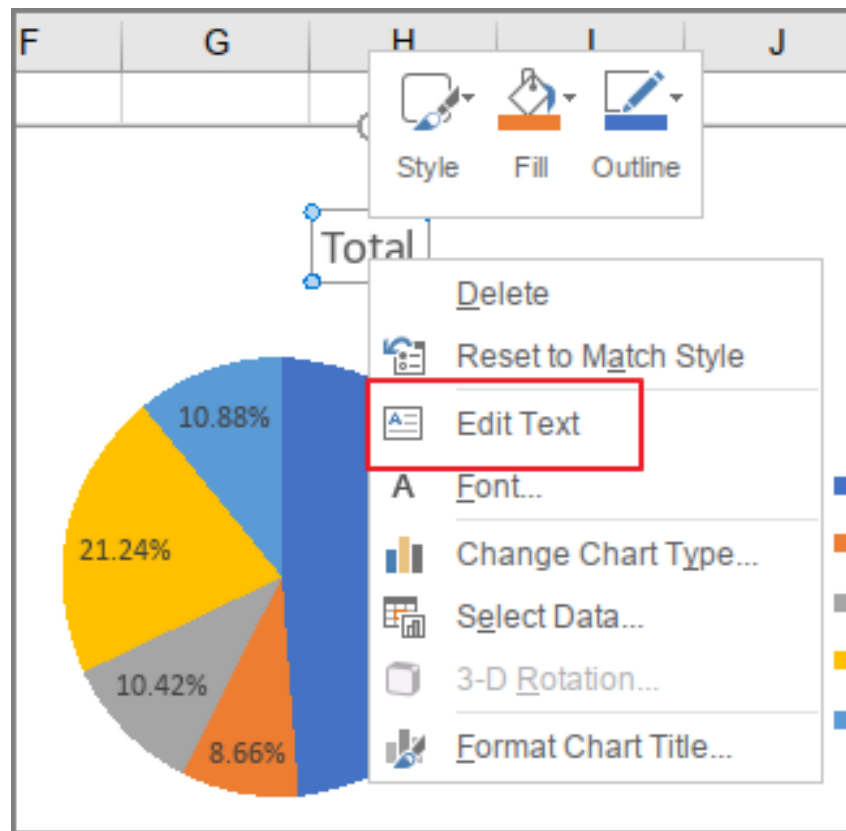 F G H I J
Style Fill Outline
Total
Delete
Reset to Match Style
Edit Text
A Font...
Change Chart Type...
Select Data...
3-D Rotation...
Format Chart Title...
10.88%
21.24%
10.42%
8.66%